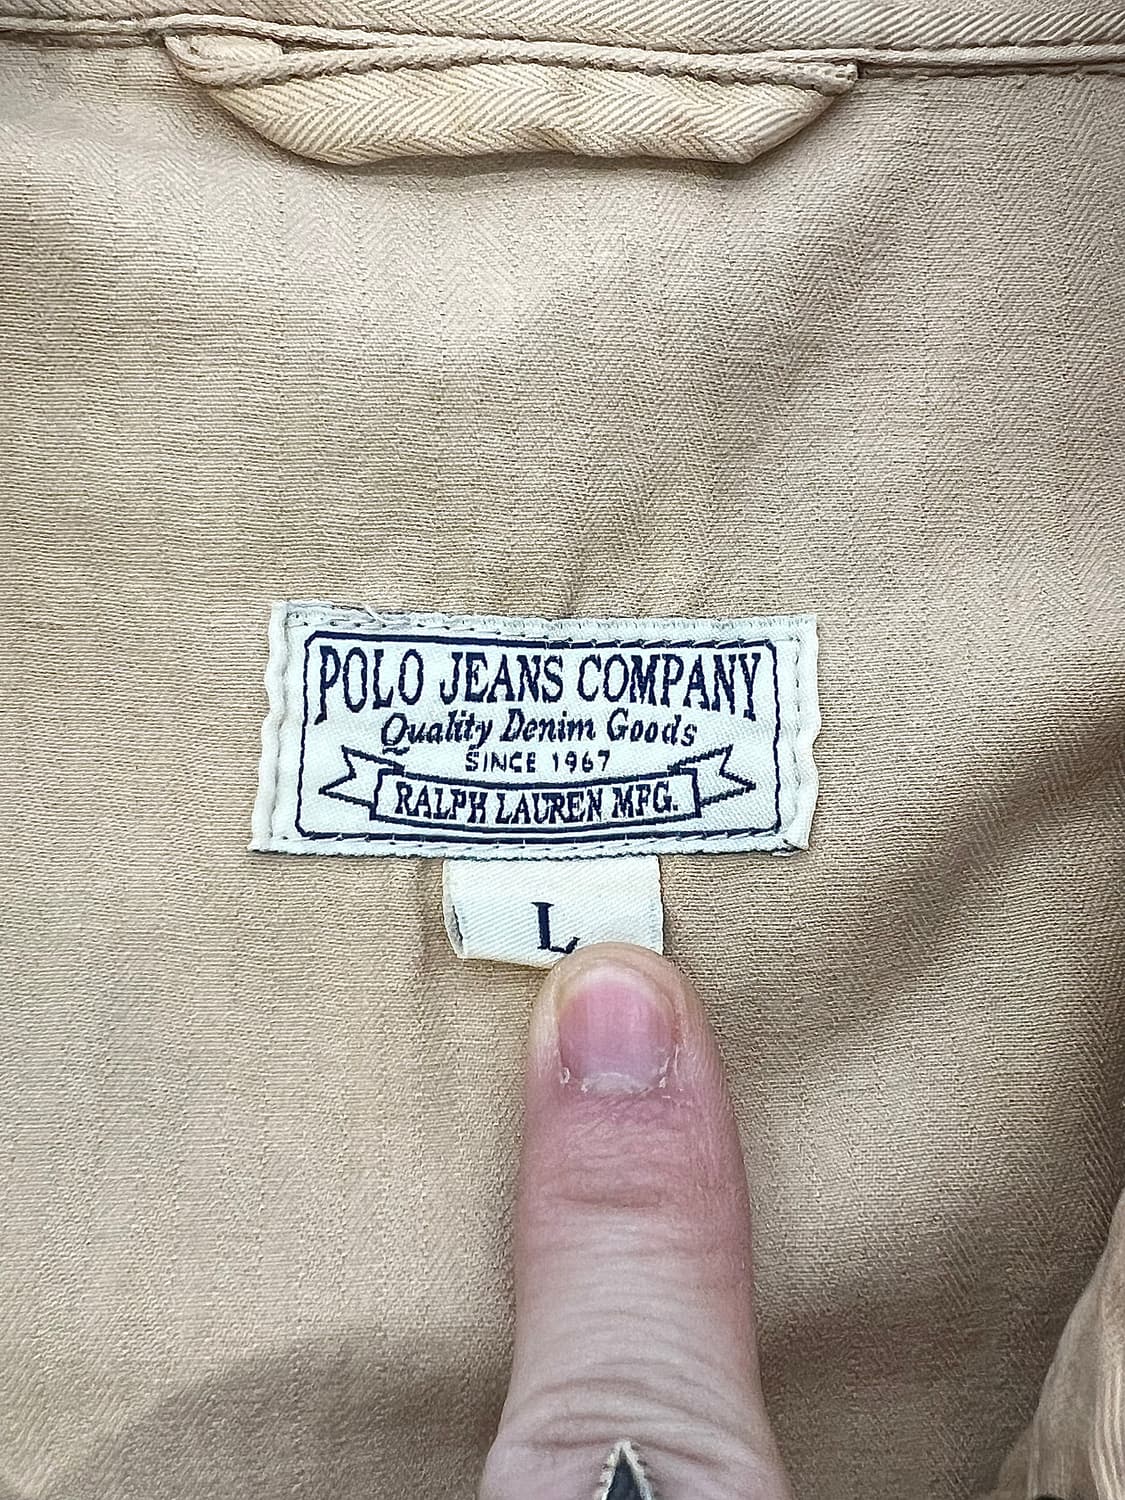 POLO JEANS COMPANY
Quality Denim Goods
SINCE 1967
RALPH LAUREN MFG.
L